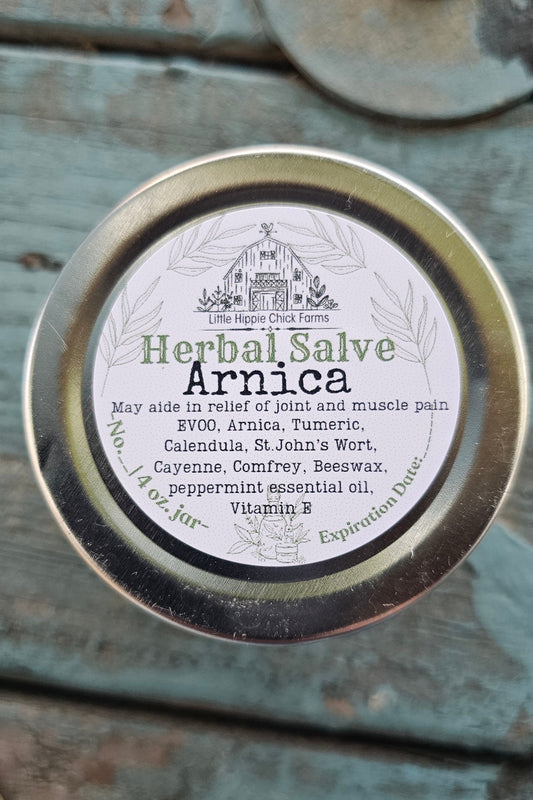 Little Hippie Chick Farms
Herbal Salve
Arnica
May aide in relief of joint and muscle pain
EVOO, Arnica, Tumeric,
Calendula, St.John's Wort,
Cayenne, Comfrey, Beeswax,
peppermint essential oil,
Vitamin E
No.__/4 oz. jar-
Expiration Date:______